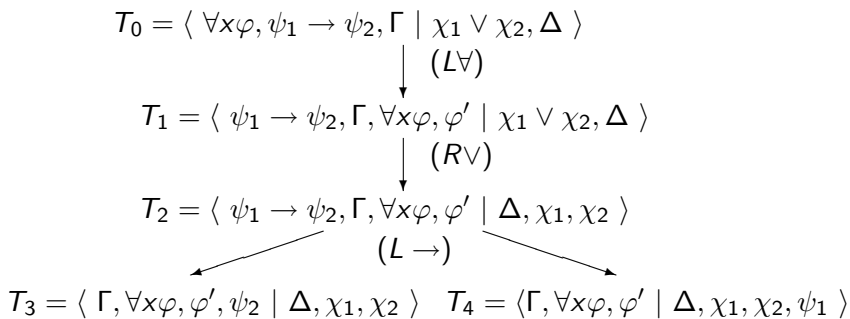 T₀ = ⟨ ∀xφ, ψ₁ → ψ₂, Γ | χ₁ ∨ χ₂, Δ ⟩
(L∀)
T₁ = ⟨ ψ₁ → ψ₂, Γ, ∀xφ, φ′ | χ₁ ∨ χ₂, Δ ⟩
(R∨)
T₂ = ⟨ ψ₁ → ψ₂, Γ, ∀xφ, φ′ | Δ, χ₁, χ₂ ⟩
(L →)
T₃ = ⟨ Γ, ∀xφ, φ′, ψ₂ | Δ, χ₁, χ₂ ⟩ T₄ = ⟨Γ, ∀xφ, φ′ | Δ, χ₁, χ₂, ψ₁ ⟩